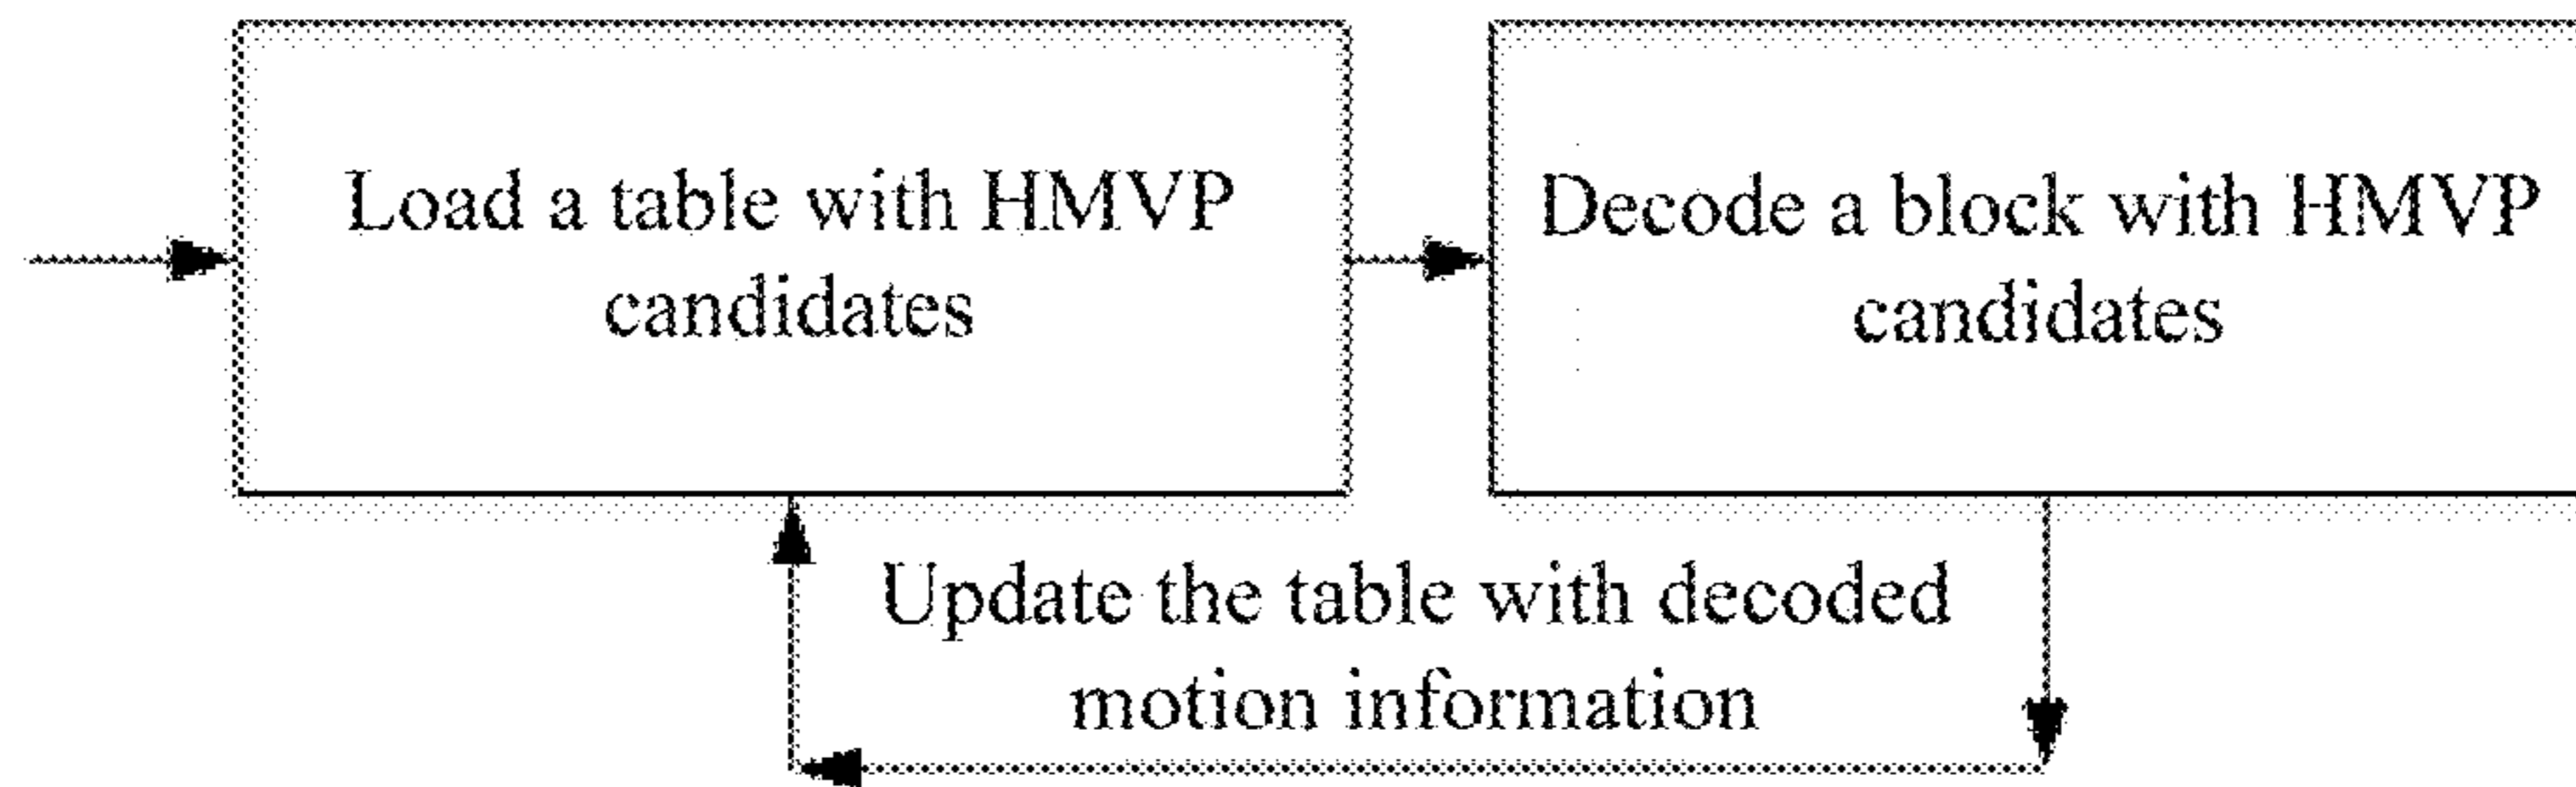 Load a table with HMVP
candidates
Decode a block with HMVP
candidates
Update the table with decoded
motion information